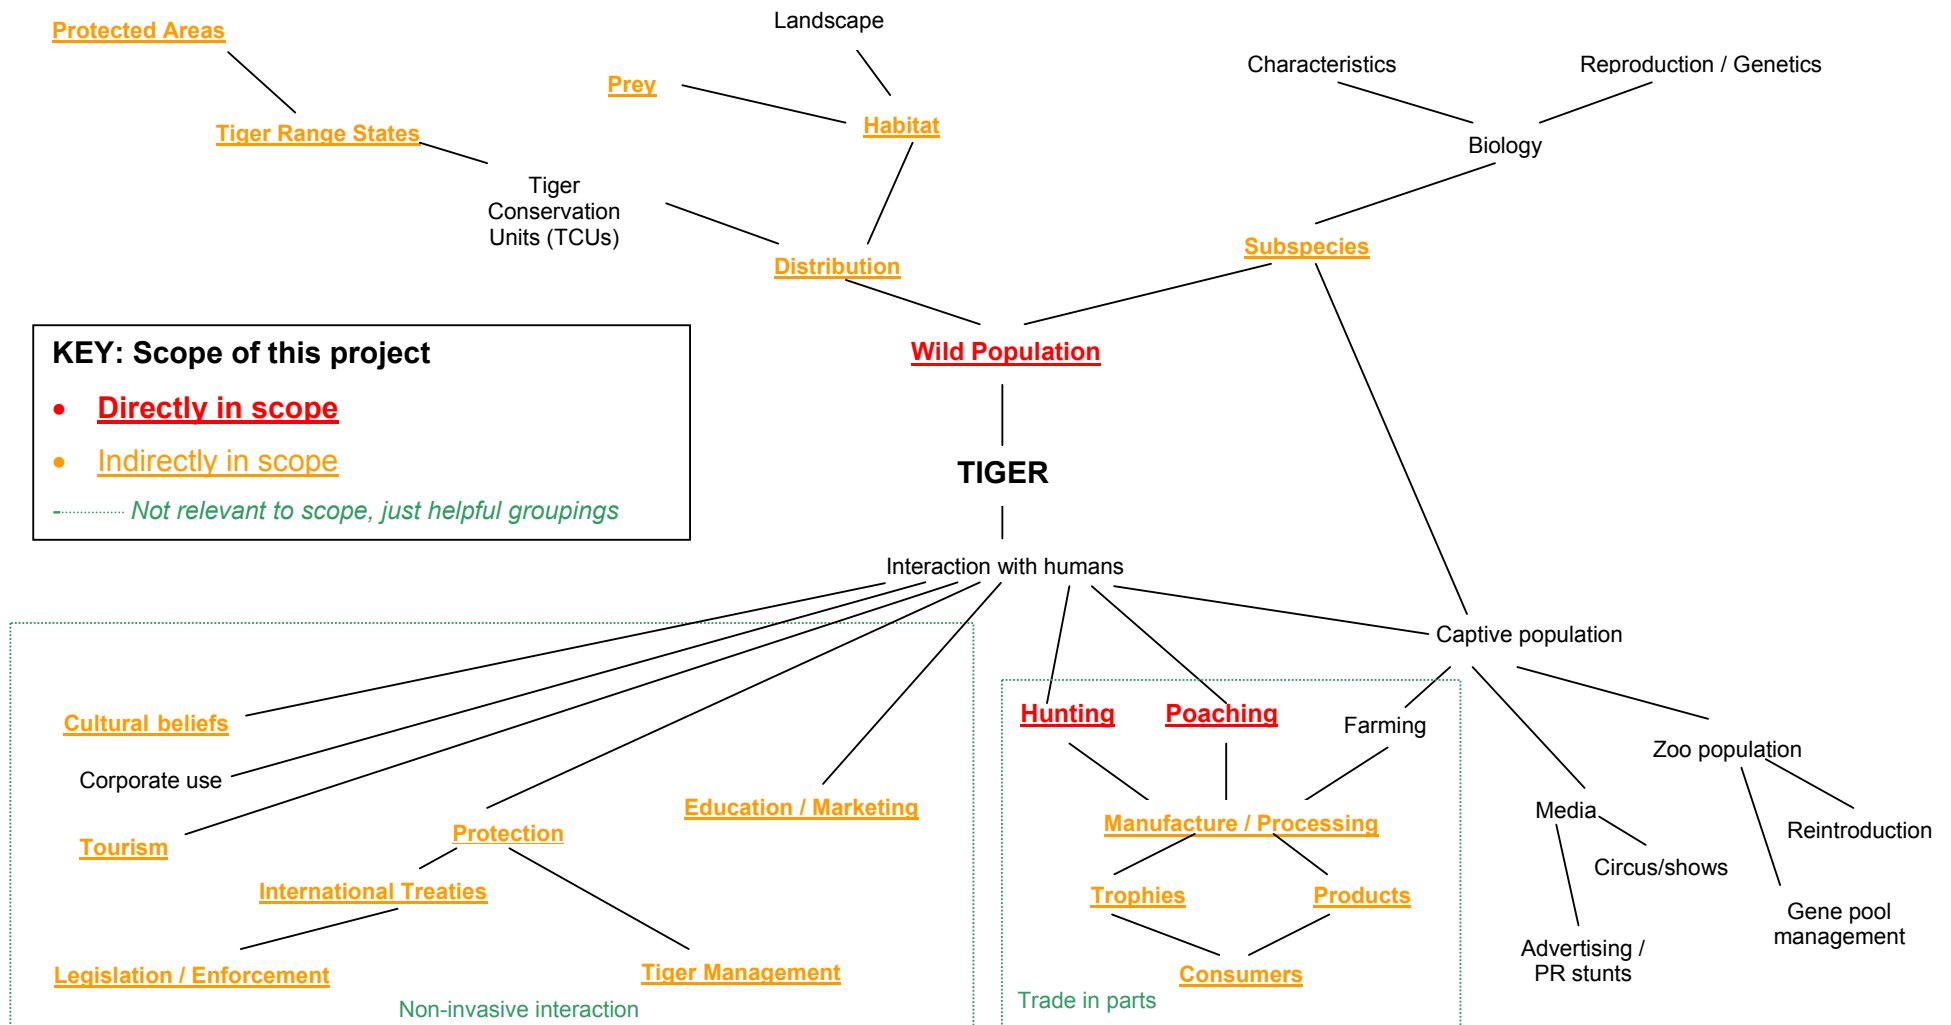 Landscape
Protected Areas
Characteristics
Reproduction / Genetics
Prey
Habitat
Tiger Range States
Biology
Tiger
Conservation
Units (TCUs)
Subspecies
Distribution
KEY: Scope of this project
Wild Population
• Directly in scope
• Indirectly in scope
TIGER
Not relevant to scope, just helpful groupings
Interaction with humans
Captive population
Cultural beliefs
Hunting
Poaching
Farming
Zoo population
Corporate use
Education / Marketing
Media
Manufacture / Processing
Protection
Reintroduction
Tourism
Circus/shows
International Treaties
Trophies
Products
Gene pool
management
Advertising /
PR stunts
Legislation / Enforcement
Tiger Management
Consumers
Non-invasive interaction
Trade in parts